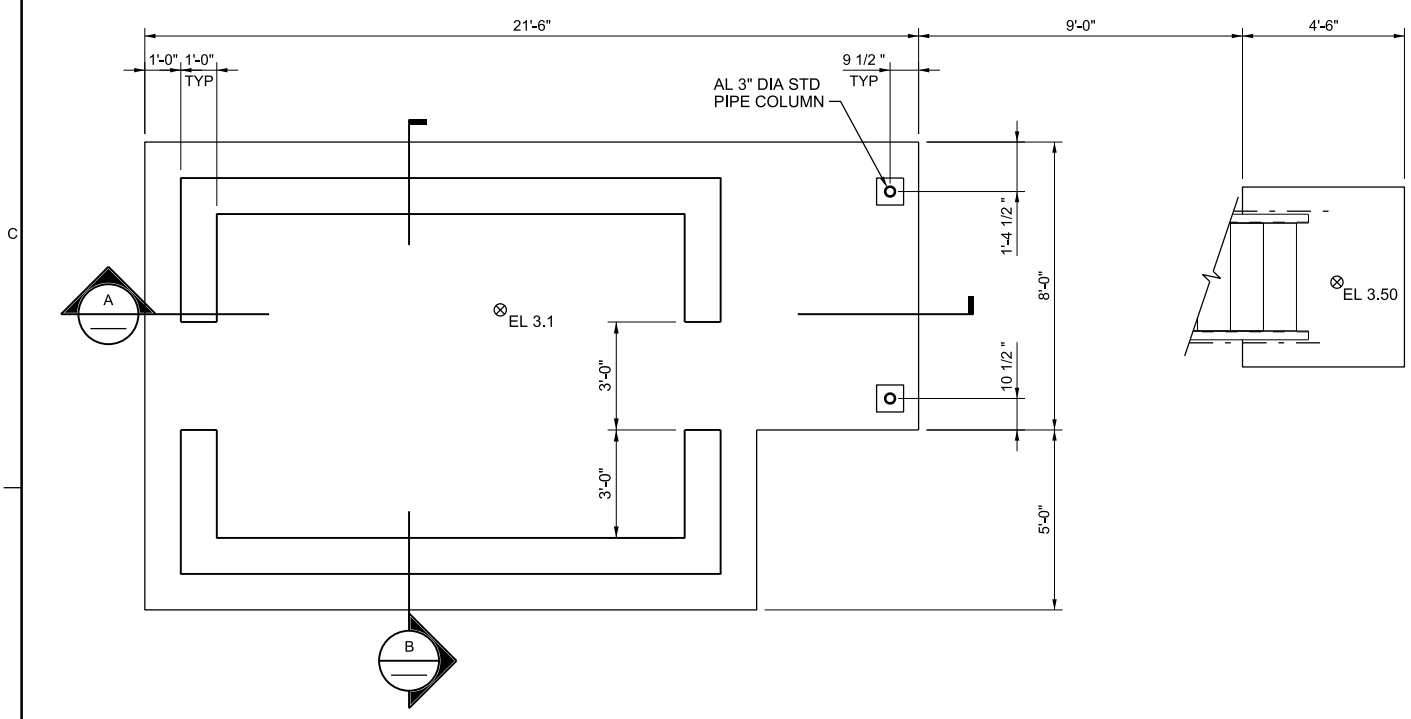 21'-6"
9'-0"
4'-6"
1'-0"
1'-0"
TYP
9 1/2 "
TYP
AL 3" DIA STD
PIPE COLUMN
1'-4 1/2 "
8'-0"
C
A
EL 3.1
EL 3.50
3'-0"
10 1/2 "
3'-0"
5'-0"
B